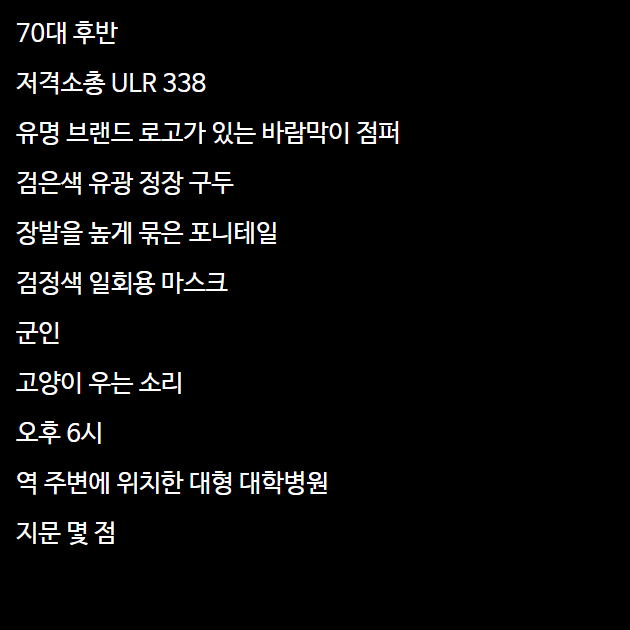 70대 후반
저격소총 ULR 338
유명 브랜드 로고가 있는 바람막이 점퍼
검은색 유광 정장 구두
장발을 높게 묶은 포니테일
검정색 일회용 마스크
군인
고양이 우는 소리
오후 6시
역 주변에 위치한 대형 대학병원
지문 몇 점